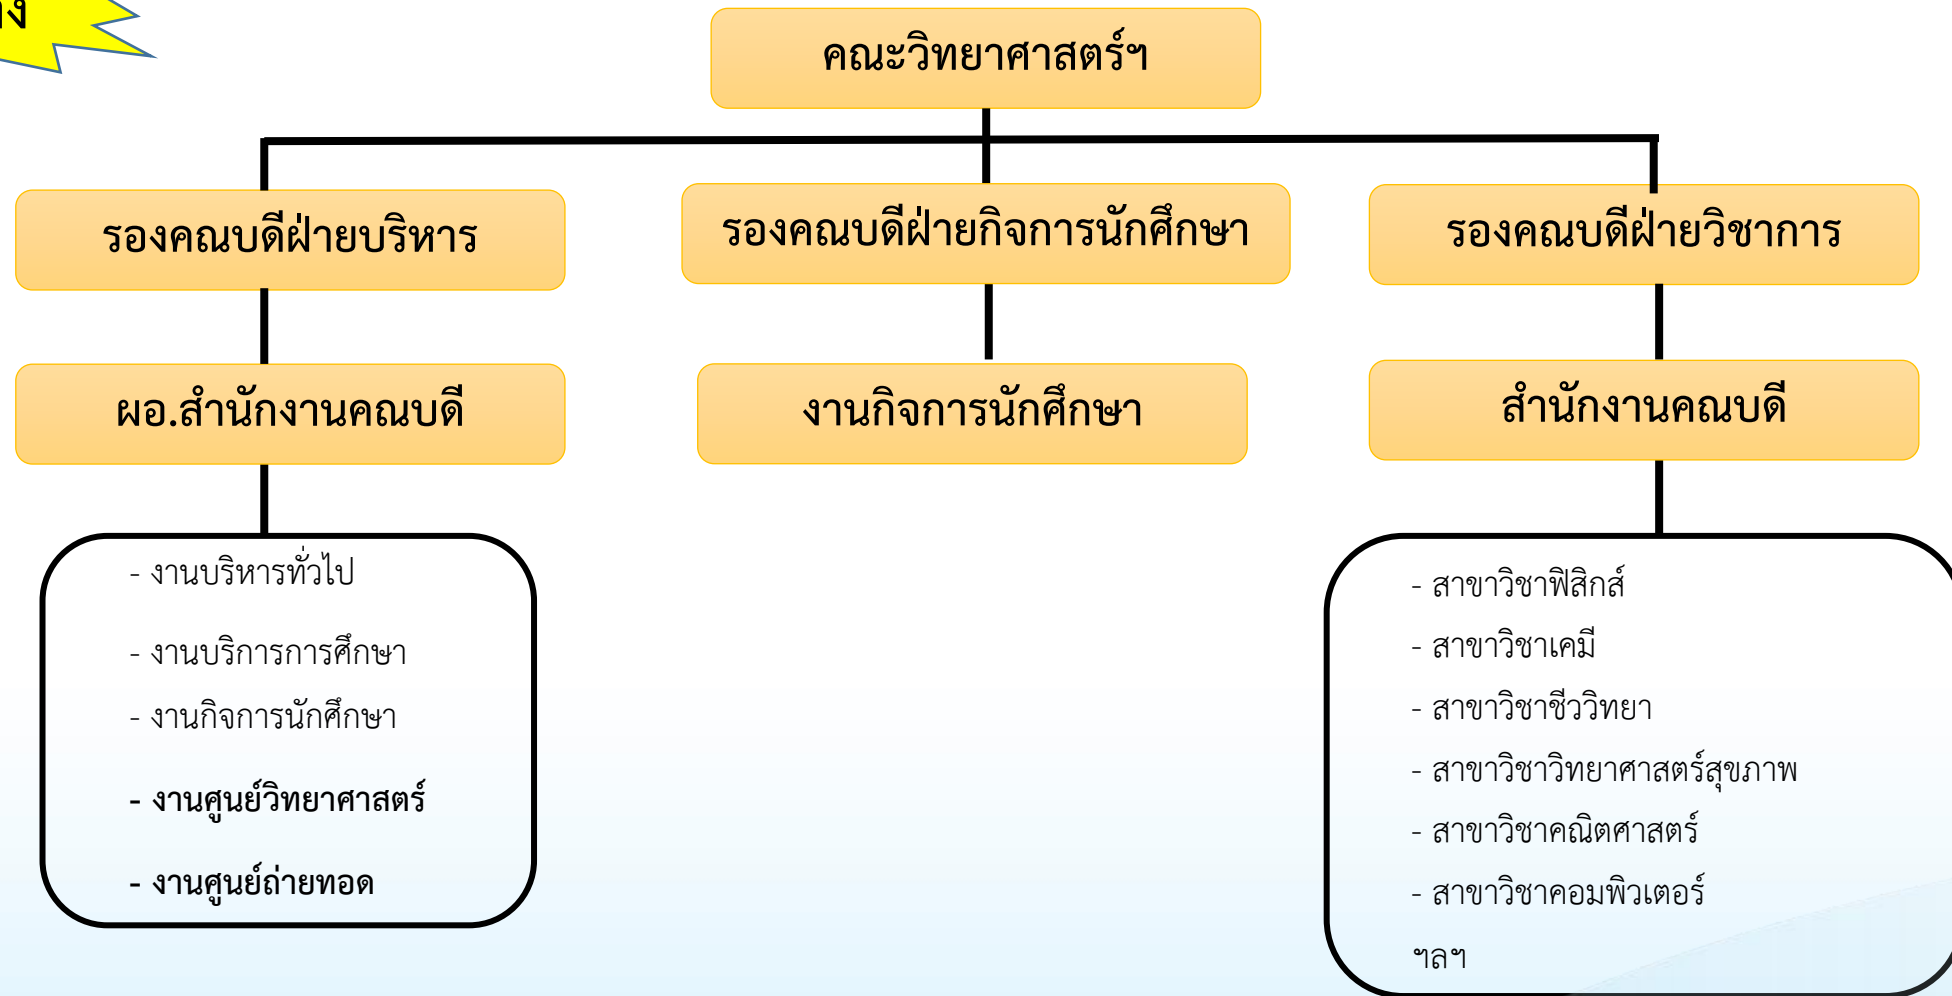 คณะวิทยาศาสตร์ฯ
รองคณบดีฝ่ายบริหาร
รองคณบดีฝ่ายกิจการนักศึกษา
รองคณบดีฝ่ายวิชาการ
ผอ.สำนักงานคณบดี
งานกิจการนักศึกษา
สำนักงานคณบดี
- งานบริหารทั่วไป
- งานบริการการศึกษา
- งานกิจการนักศึกษา
- งานศูนย์วิทยาศาสตร์
- งานศูนย์ถ่ายทอด
- สาขาวิชาฟิสิกส์
- สาขาวิชาเคมี
- สาขาวิชาชีววิทยา
- สาขาวิชาวิทยาศาสตร์สุขภาพ
- สาขาวิชาคณิตศาสตร์
- สาขาวิชาคอมพิวเตอร์
ฯลฯ